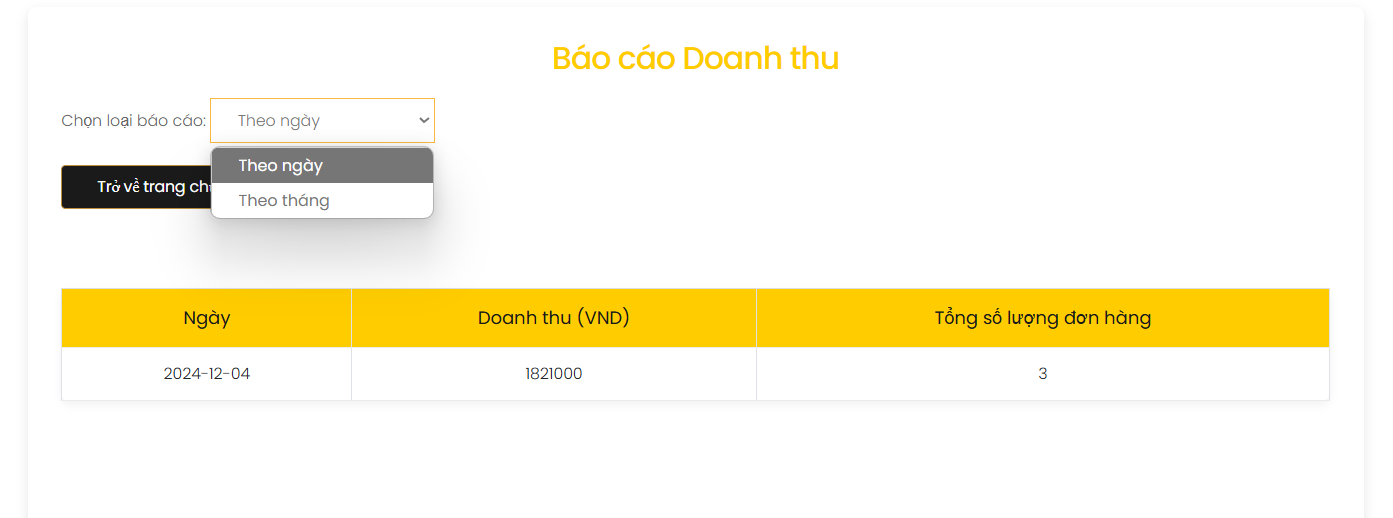 Báo cáo Doanh thu
Chọn loại báo cáo: Theo ngày
Theo ngày
Theo tháng
Trở về trang
Ngày Doanh thu (VND) Tổng số lượng đơn hàng
2024-12-04 1821000 3